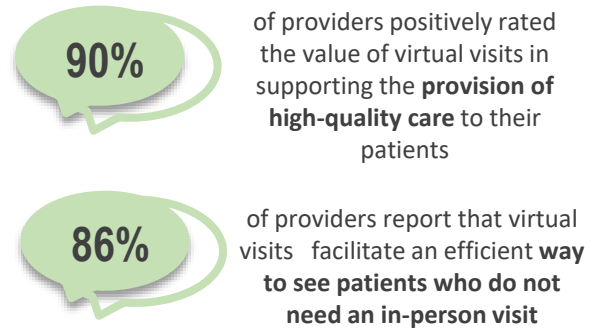 90%
of providers positively rated
the value of virtual visits in
supporting the provision of
high-quality care to their
patients
86%
of providers report that virtual
visits facilitate an efficient way
to see patients who do not
need an in-person visit